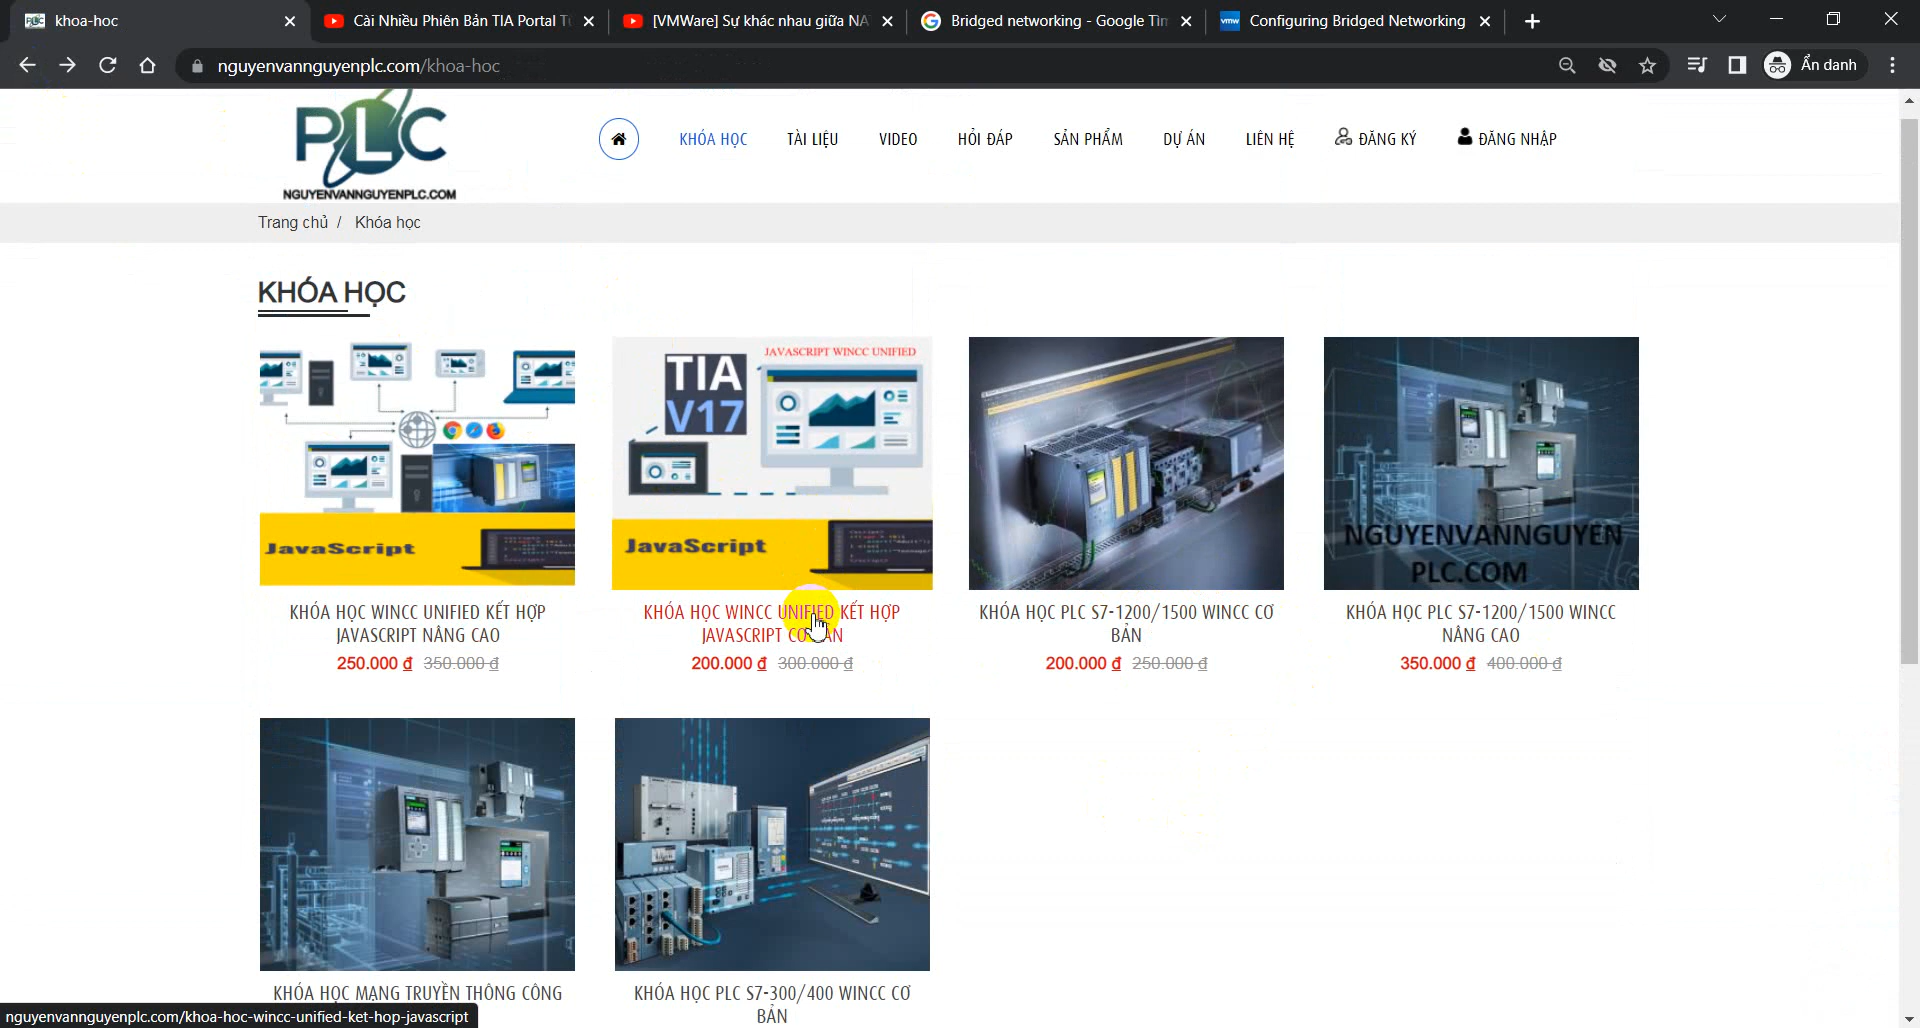 khoa-hoc
Cài Nhiều Phiên Bản TIA Portal T
[VMWare] Sự khác nhau giữa NA
Bridged networking - Google Tìm
vmw Configuring Bridged Networking
nguyenvannguyenplc.com/khoa-hoc
Ẩn danh
PLC
NGUYENVANNGUYENPLC.COM
KHÓA HỌC
TÀI LIỆU
VIDEO
HỎI ĐÁP
SẢN PHẨM
DỰ ÁN
LIÊN HỆ
ĐĂNG KÝ
ĐĂNG NHẬP
Trang chủ / Khóa học
KHÓA HỌC
JavaScript
JAVASCRIPT WINCC UNIFIED
TIA
V17
JavaScript
NGUYENVANNGUYEN
PLC.COM
KHÓA HỌC WINCC UNIFIED KẾT HỢP
JAVASCRIPT NÂNG CAO
250.000 ₫ 350.000 ₫
KHÓA HỌC WINCC UNIFIED KẾT HỢP
JAVASCRIPT
200.000 ₫ 300.000 ₫
KHÓA HỌC PLC S7-1200/1500 WINCC CƠ
BẢN
200.000 ₫ 250.000 ₫
KHÓA HỌC PLC S7-1200/1500 WINCC
NÂNG CAO
350.000 ₫ 400.000 ₫
KHÓA HỌC MẠNG TRUYỀN THÔNG CÔNG
KHÓA HỌC PLC S7-300/400 WINCC CƠ
BẢN
nguyenvannguyenplc.com/khoa-hoc-wincc-unified-ket-hop-javascript